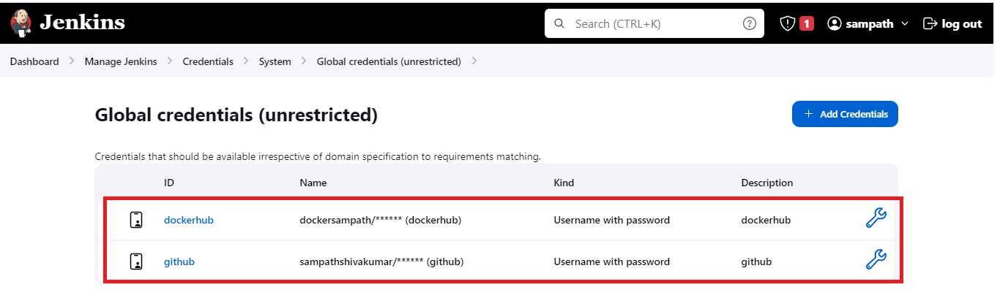 Jenkins Search (CTRL+K) ? 1 sampath log out
Dashboard Manage Jenkins Credentials System Global credentials (unrestricted)
Global credentials (unrestricted) + Add Credentials
Credentials that should be available irrespective of domain specification to requirements matching.
ID Name Kind Description
dockerhub dockersampath/****** (dockerhub) Username with password dockerhub
github sampathshivakumar/****** (github) Username with password github